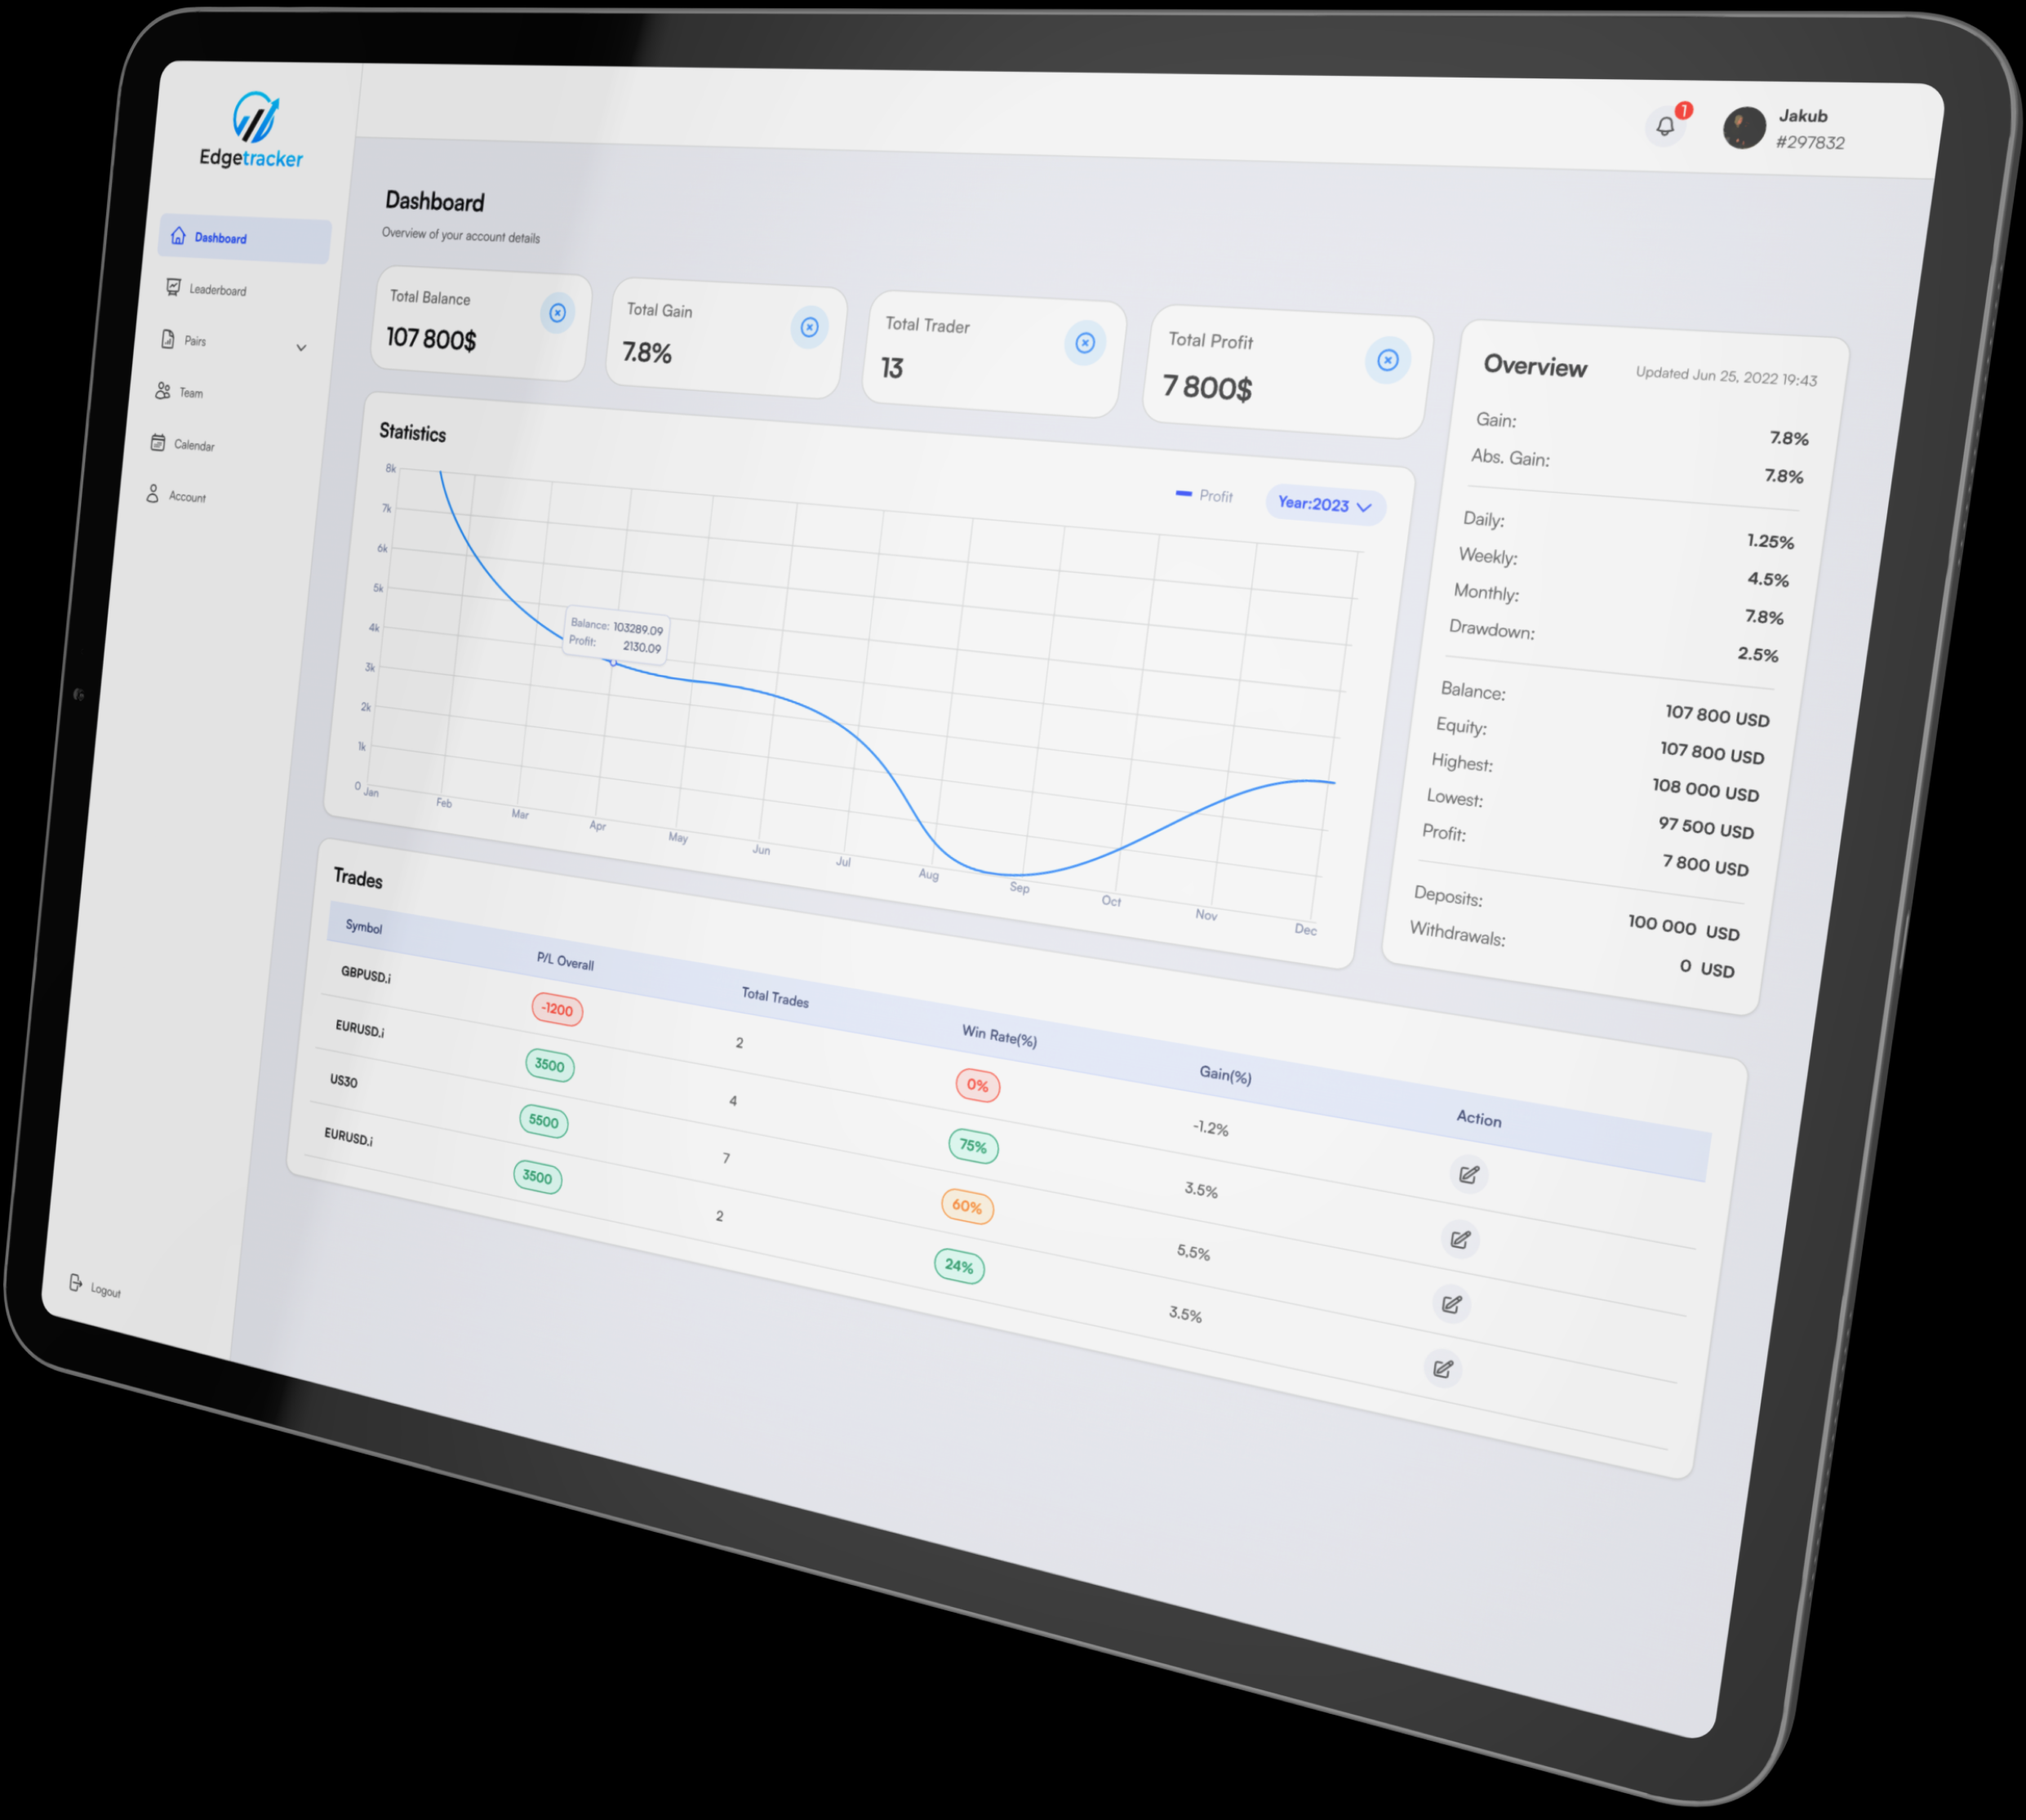 Edgetracker
Dashboard
Leaderboard
Pairs
Team
Calendar
Account
Logout
1
Jakub
#297832
Dashboard
Overview of your account details
Total Balance
107 800$
Total Gain
7.8%
Total Trader
13
Total Profit
7 800$
Statistics
Profit
Year:2023
8k
7k
6k
5k
4k
3k
2k
1k
0
Balance: 103289.09
Profit: 2130.09
Jan Feb Mar Apr May Jun Jul Aug Sep Oct Nov Dec
Overview Updated Jun 25, 2022 19:43
Gain: 7.8%
Abs. Gain: 7.8%
Daily: 1.25%
Weekly: 4.5%
Monthly: 7.8%
Drawdown: 2.5%
Balance: 107 800 USD
Equity: 107 800 USD
Highest: 108 000 USD
Lowest: 97 500 USD
Profit: 7 800 USD
Deposits: 100 000 USD
Withdrawals: 0 USD
Trades
Symbol P/L Overall Total Trades Win Rate(%) Gain(%) Action
GBPUSD.i -1200 2 0% -1.2%
EURUSD.i 3500 4 75% 3.5%
US30 5500 7 60% 5.5%
EURUSD.i 3500 2 24% 3.5%